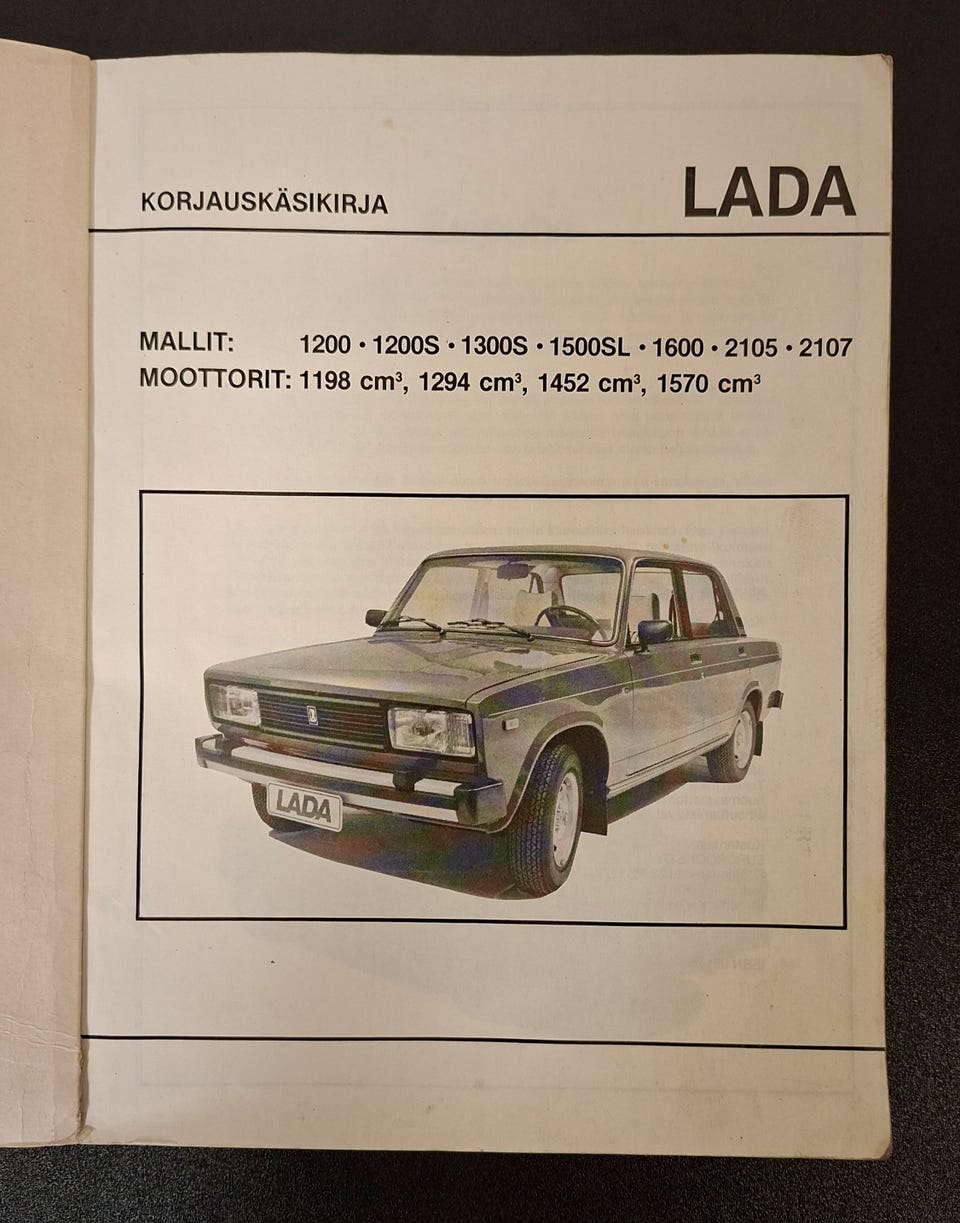 KORJAUSKÄSIKIRJA
LADA
MALLIT: 1200 • 1200S • 1300S • 1500SL • 1600 • 2105 • 2107
MOOTTORIT: 1198 cm³, 1294 cm³, 1452 cm³, 1570 cm³
LADA